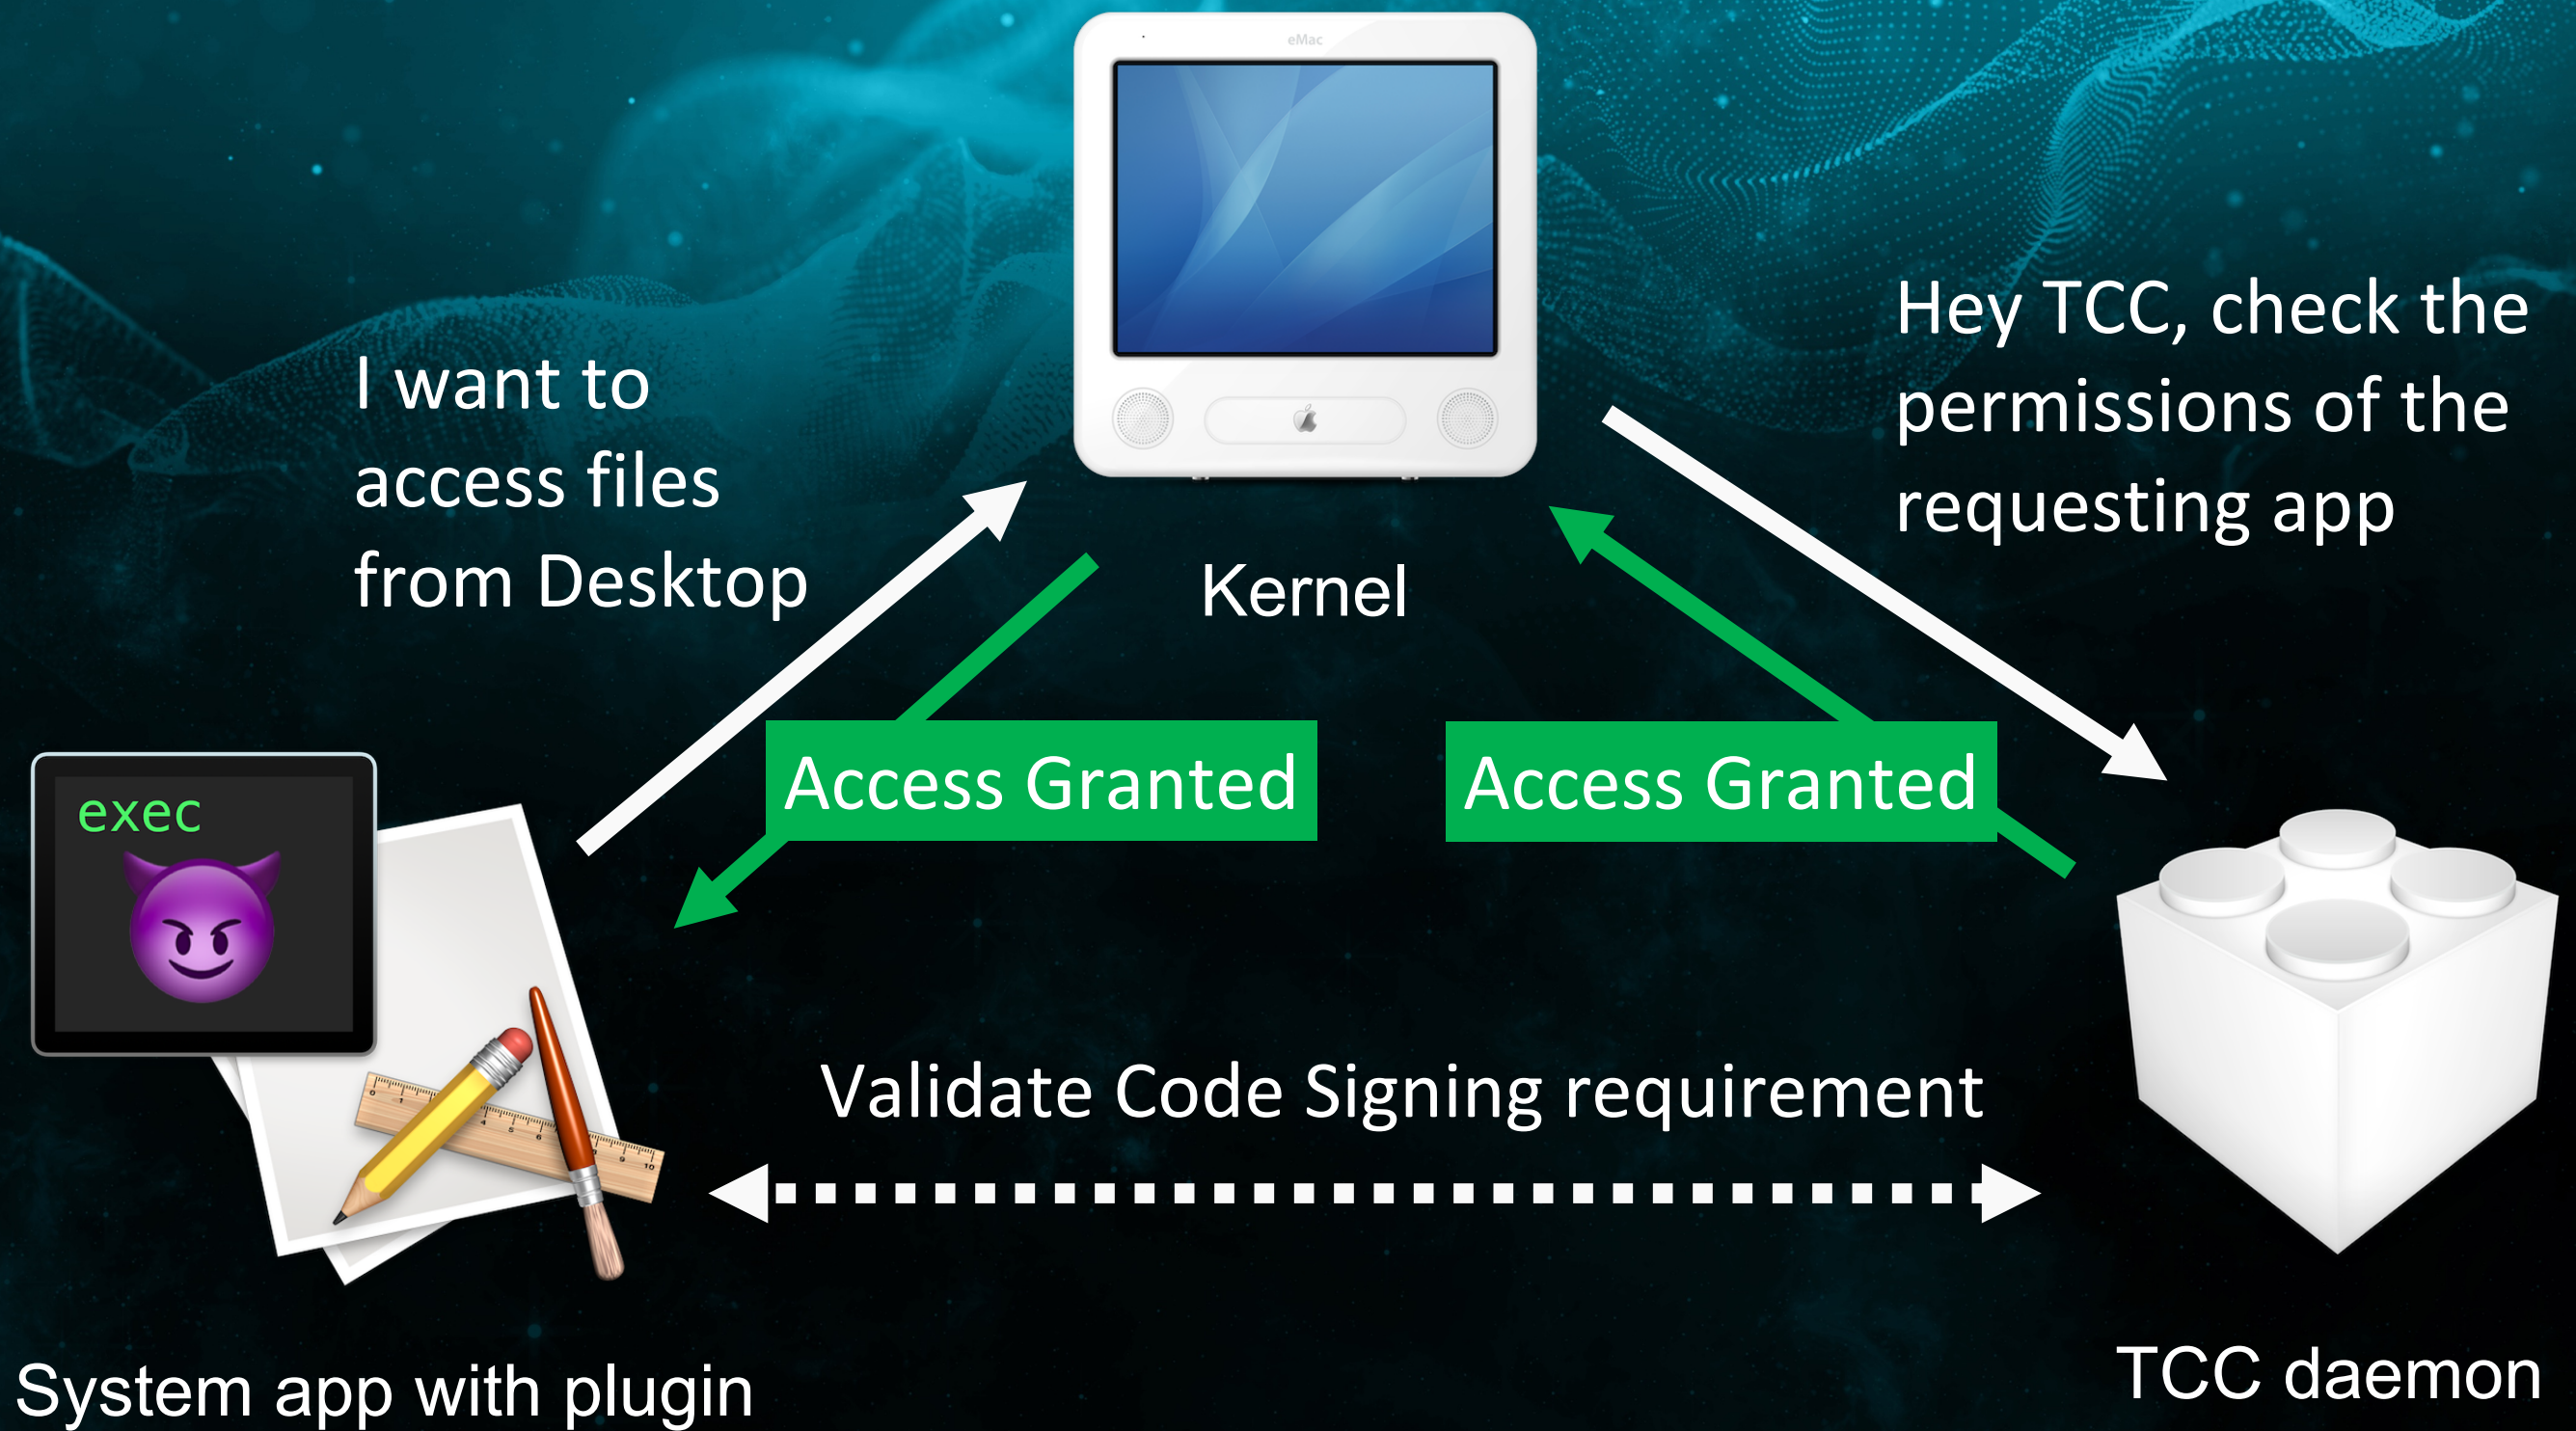 eMac
I want to
access files
from Desktop
Hey TCC, check the
permissions of the
requesting app
Kernel
Access Granted
Access Granted
exec
Validate Code Signing requirement
System app with plugin
TCC daemon